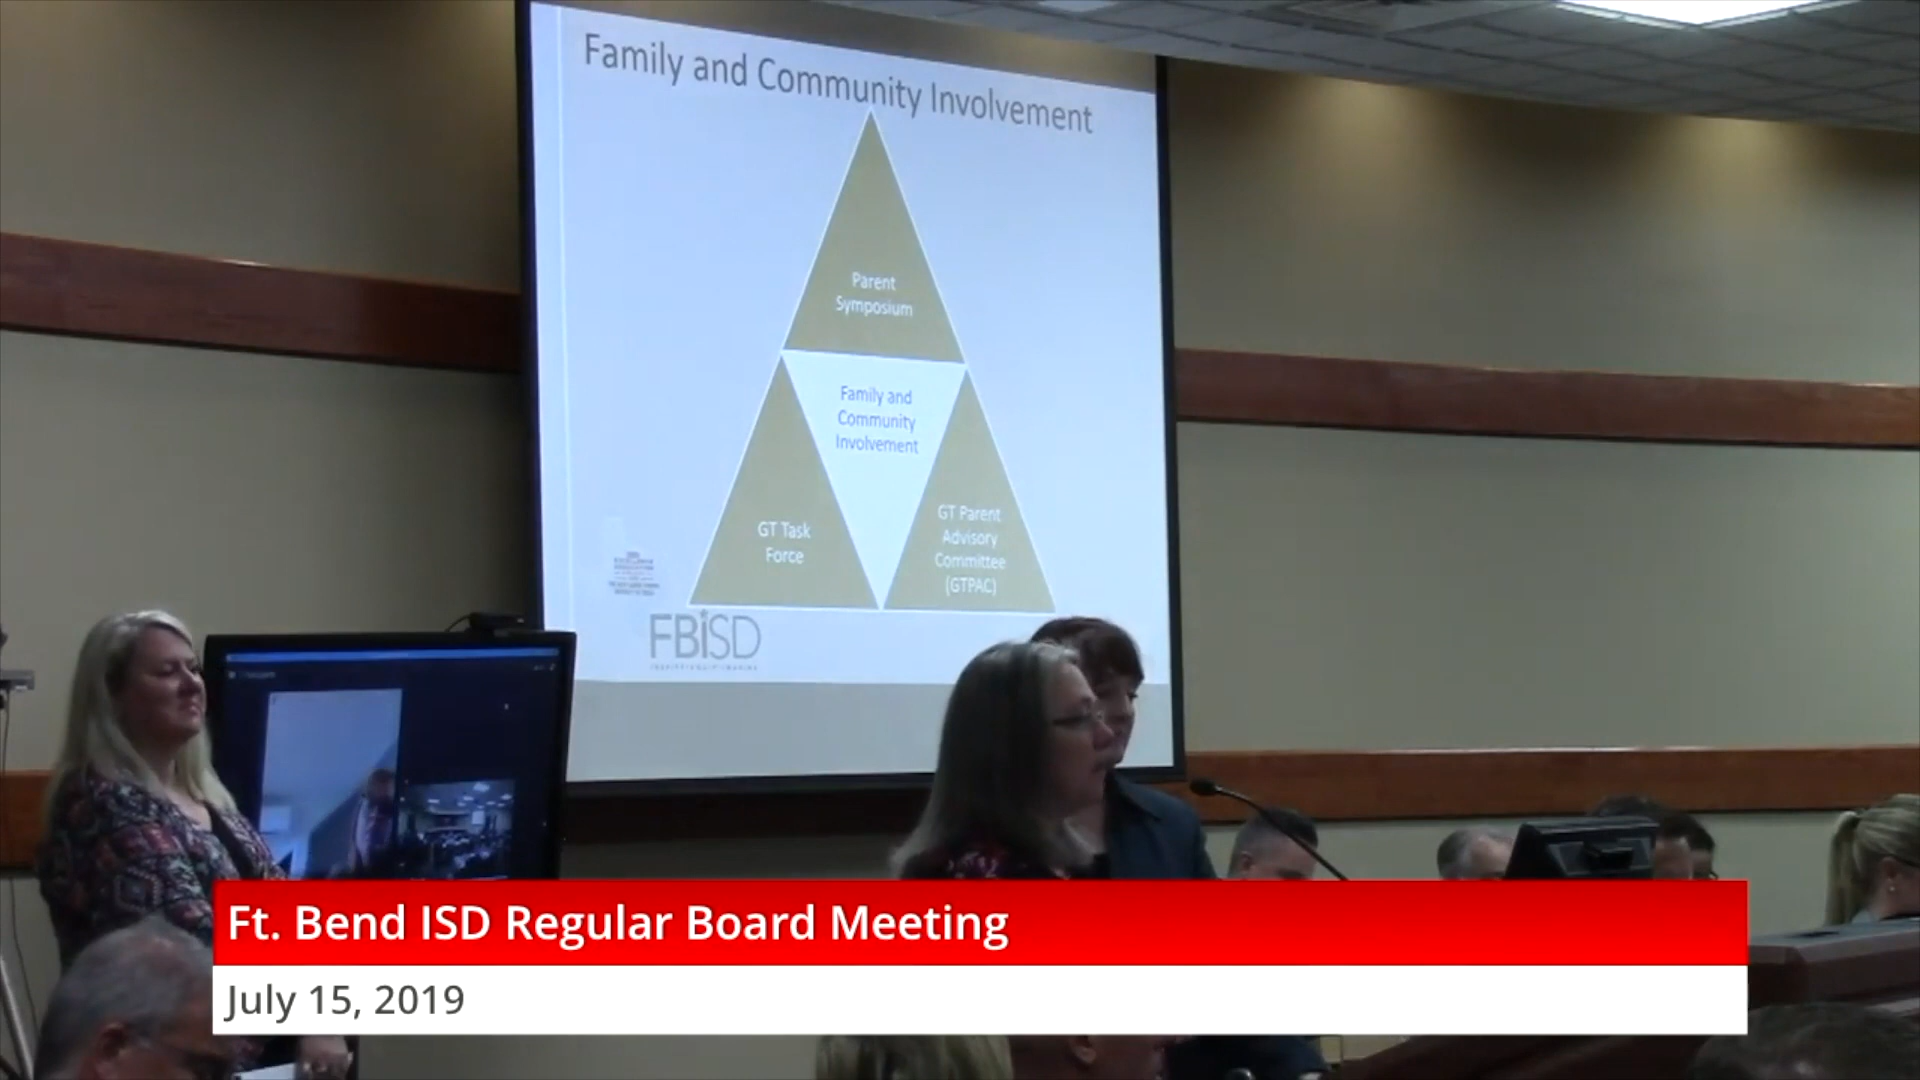 Family and Community Involvement
Parent
Symposium
Family and
Community
Involvement
GT Task
Force
GT Parent
Advisory
Committee
(GTPAC)
FBiSD
Ft. Bend ISD Regular Board Meeting
July 15, 2019